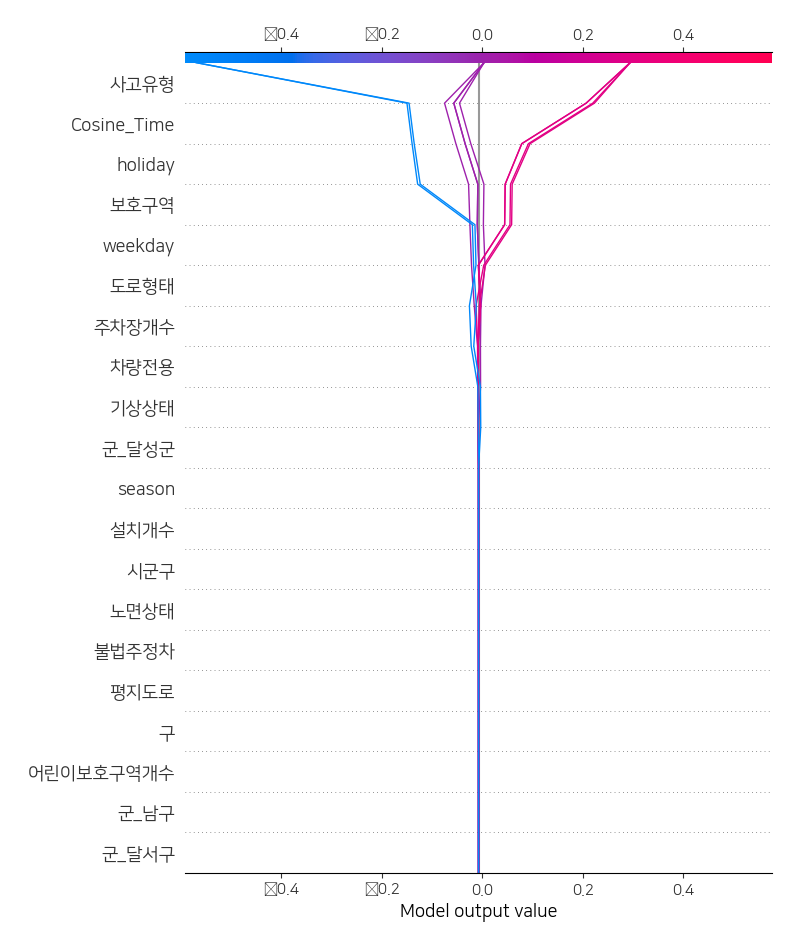 0.4 0.2 0.0 0.2 0.4
사고유형
Cosine_Time
holiday
보호구역
weekday
도로형태
주차장개수
차량전용
기상상태
군_달성군
season
설치개수
시군구
노면상태
불법주정차
평지도로
구
어린이보호구역개수
군_남구
군_달서구
0.4 0.2 0.0 0.2 0.4
Model output value